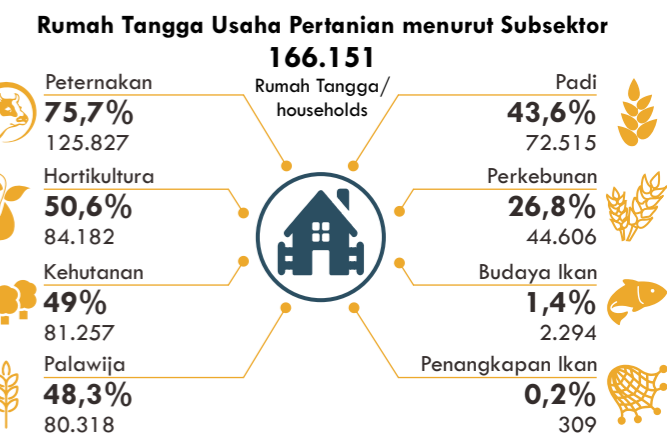 Rumah Tangga Usaha Pertanian menurut Subsektor
166.151
Rumah Tangga/
households
Peternakan
75,7%
125.827
Hortikultura
50,6%
84.182
Kehutanan
49%
81.257
Palawija
48,3%
80.318
Padi
43,6%
72.515
Perkebunan
26,8%
44.606
Budaya Ikan
1,4%
2.294
Penangkapan Ikan
0,2%
309